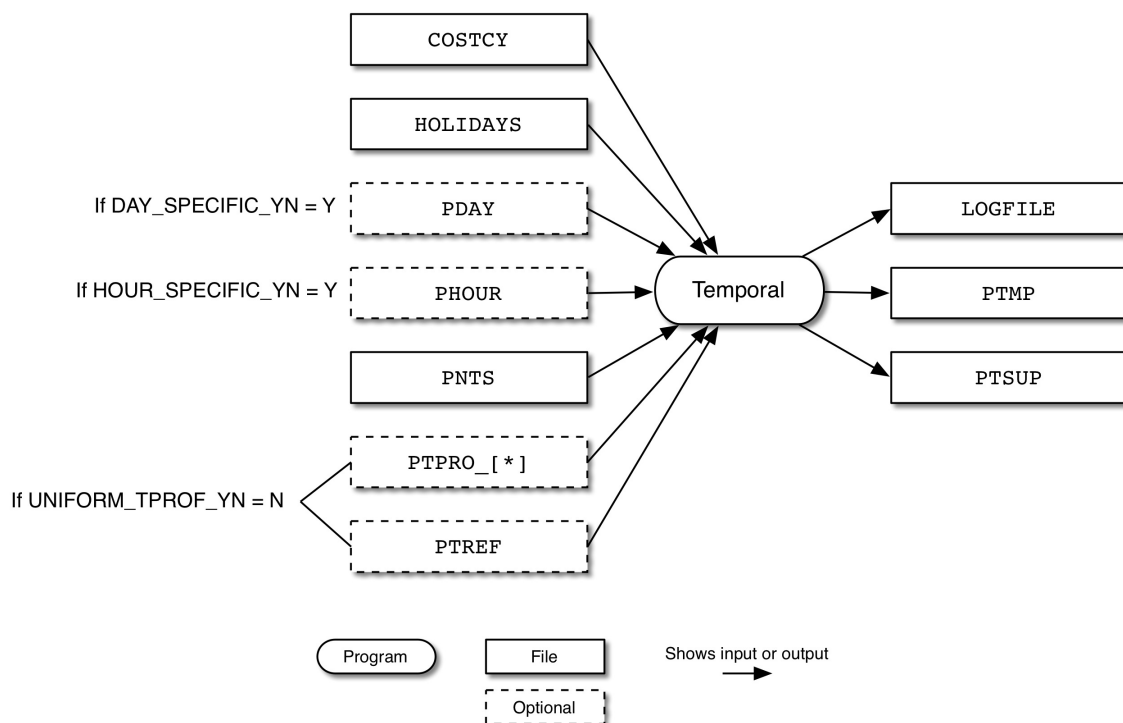 COSTCY
HOLIDAYS
If DAY_SPECIFIC_YN = Y
PDAY
LOGFILE
If HOUR_SPECIFIC_YN = Y
PHOUR
Temporal
PTMP
PNTS
PTSUP
PTPRO_[*]
If UNIFORM_TPROF_YN = N
PTREF
Program
File
Shows input or output
Optional